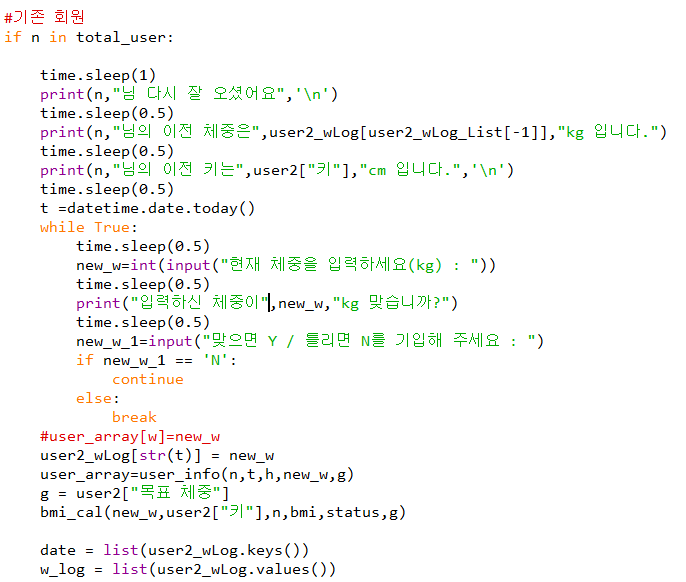 #기존 회원
if n in total_user:
time.sleep(1)
print(n,"님 다시 잘 오셨어요",'\n')
time.sleep(0.5)
print(n,"님의 이전 체중은",user2_wLog[user2_wLog_List[-1]],"kg 입니다.")
time.sleep(0.5)
print(n,"님의 이전 키는",user2["키"],"cm 입니다.",'\n')
time.sleep(0.5)
t =datetime.date.today()
while True:
time.sleep(0.5)
new_w=int(input("현재 체중을 입력하세요(kg) : "))
time.sleep(0.5)
print("입력하신 체중이",new_w,"kg 맞습니까?")
time.sleep(0.5)
new_w_1=input("맞으면 Y / 틀리면 N를 기입해 주세요 : ")
if new_w_1 == 'N':
continue
else:
break
#user_array[w]=new_w
user2_wLog[str(t)] = new_w
user_array=user_info(n,t,h,new_w,g)
g = user2["목표 체중"]
bmi_cal(new_w,user2["키"],n,bmi,status,g)
date = list(user2_wLog.keys())
w_log = list(user2_wLog.values())